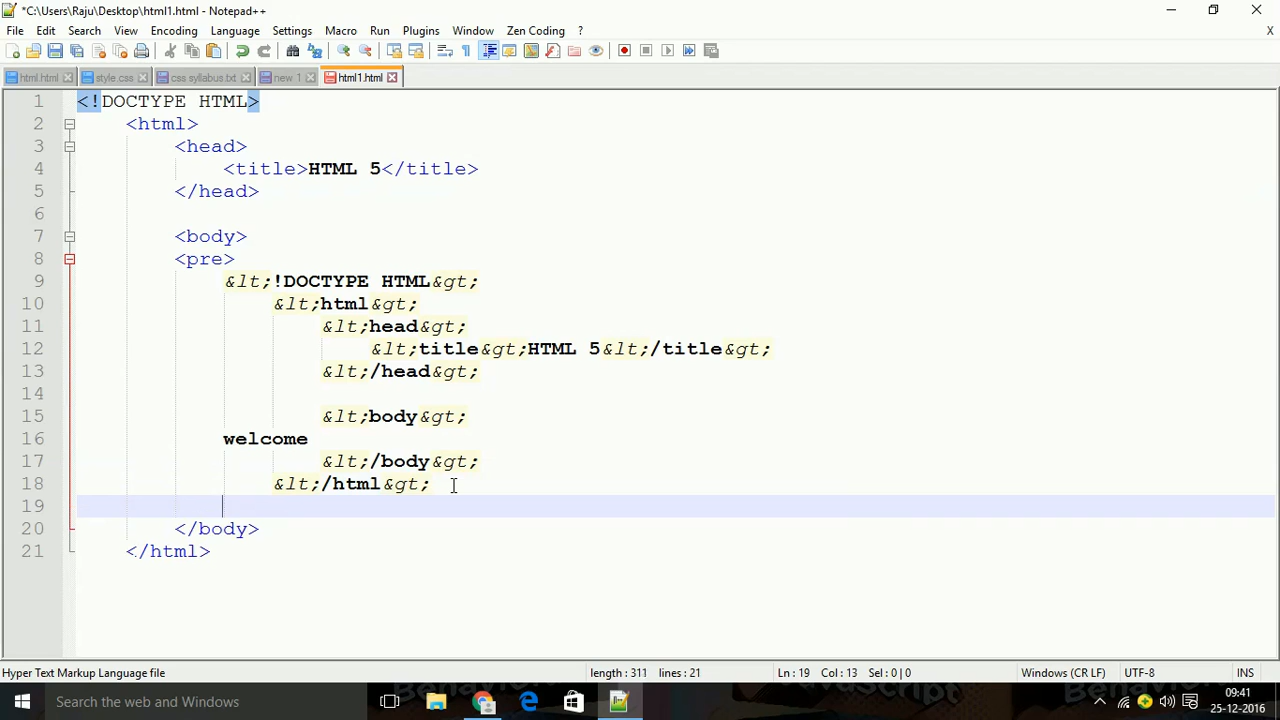 *C:\Users\Raju\Desktop\html1.html - Notepad++
File Edit Search View Encoding Language Settings Macro Run Plugins Window Zen Coding ? X
html.html style.css css syllabus.txt new 1 html1.html
1 <!DOCTYPE HTML>
2 <html>
3 <head>
4 <title>HTML 5</title>
5 </head>
6
7 <body>
8 <pre>
9 &lt;!DOCTYPE HTML&gt;
10 &lt;html&gt;
11 &lt;head&gt;
12 &lt;title&gt;HTML 5&lt;/title&gt;
13 &lt;/head&gt;
14
15 &lt;body&gt;
16 welcome
17 &lt;/body&gt;
18 &lt;/html&gt;
19
20 </body>
21 </html>
Hyper Text Markup Language file length : 311 lines : 21 Ln : 19 Col : 13 Sel : 0 | 0 Windows (CR LF) UTF-8 INS
Search the web and Windows
09:41
25-12-2016